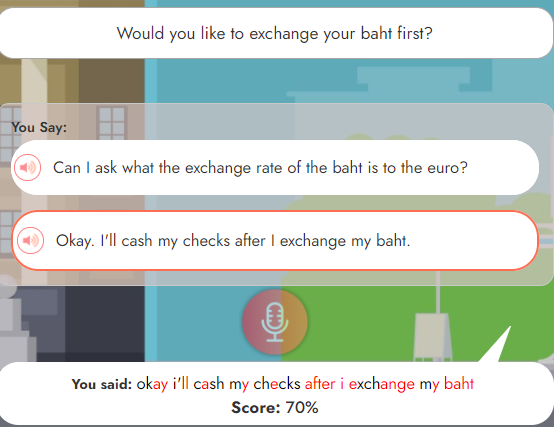 Would you like to exchange your baht first?
You Say:
Can I ask what the exchange rate of the baht is to the euro?
Okay. I'll cash my checks after I exchange my baht.
You said: okay i'll cash my checks after i exchange my baht
Score: 70%